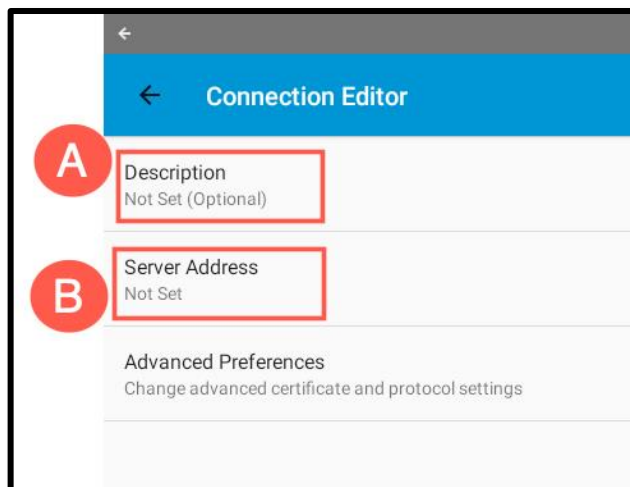 Connection Editor
A
Description
Not Set (Optional)
B
Server Address
Not Set
Advanced Preferences
Change advanced certificate and protocol settings